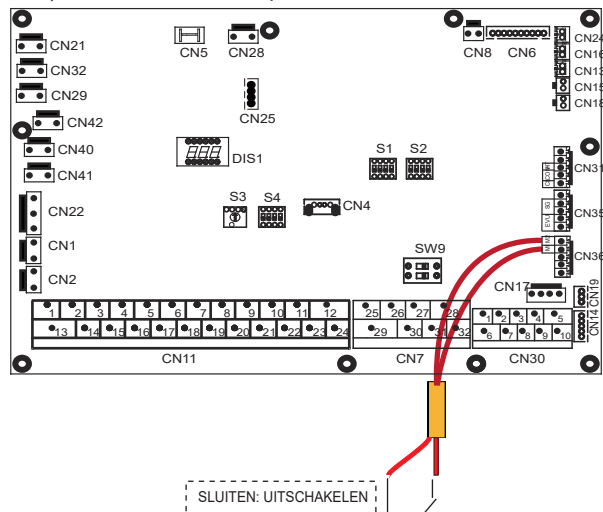 CN21
CN5
CN28
CN8
CN6
CN24
CN16
CN13
CN15
CN18
CN32
CN29
CN42
CN25
CN40
CN41
DIS1
S1
S2
CN31
CN22
S3
S4
CN4
EVU
SG
CN35
CN1
CN2
SW9
M1 M2
CN36
CN17
CN19
CN14
1 2 3 4 5 6 7 8 9 10 11 12
13 14 15 16 17 18 19 20 21 22 23 24
25 26 27 28
29 30 31 32
1 2 3 4 5
6 7 8 9 10
CN11
CN7
CN30
SLUITEN: UITSCHAKELEN